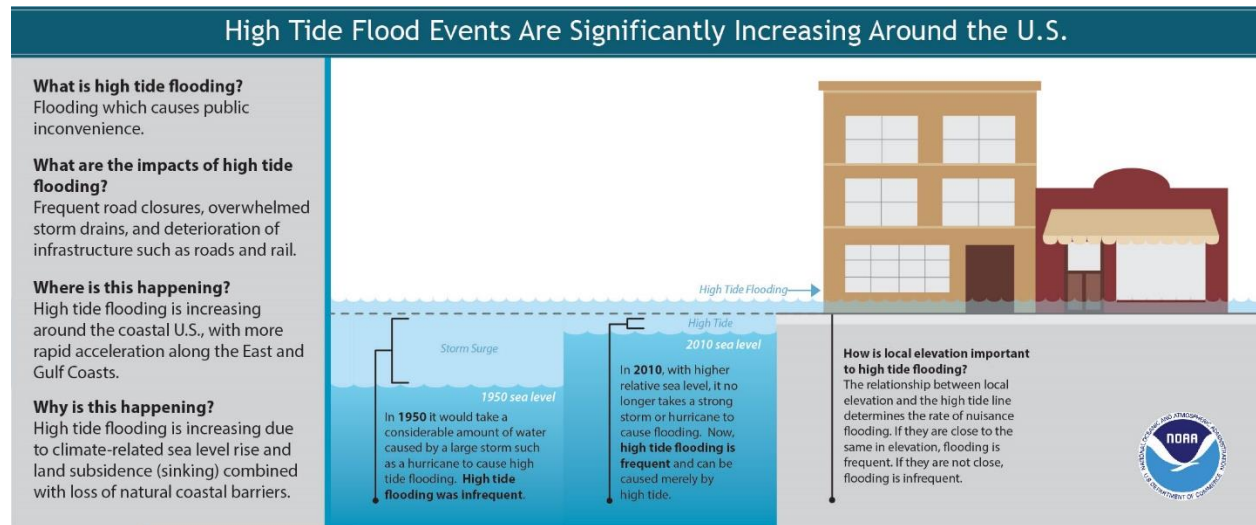 High Tide Flood Events Are Significantly Increasing Around the U.S.
What is high tide flooding?
Flooding which causes public
inconvenience.
What are the impacts of high tide
flooding?
Frequent road closures, overwhelmed
storm drains, and deterioration of
infrastructure such as roads and rail.
Where is this happening?
High tide flooding is increasing
around the coastal U.S., with more
rapid acceleration along the East and
Gulf Coasts.
Why is this happening?
High tide flooding is increasing due
to climate-related sea level rise and
land subsidence (sinking) combined
with loss of natural coastal barriers.
High Tide Flooding
Storm Surge
1950 sea level
In 1950 it would take a
considerable amount of water
caused by a large storm such
as a hurricane to cause high
tide flooding. High tide
flooding was infrequent.
High Tide
2010 sea level
In 2010, with higher
relative sea level, it no
longer takes a strong
storm or hurricane to
cause flooding. Now,
high tide flooding is
frequent and can be
caused merely by
high tide.
How is local elevation important
to high tide flooding?
The relationship between local
elevation and the high tide line
determines the rate of nuisance
flooding. If they are close to the
same in elevation, flooding is
frequent. If they are not close,
flooding is infrequent.
NATIONAL OCEANIC AND ATMOSPHERIC ADMINISTRATION
NOAA
U.S. DEPARTMENT OF COMMERCE